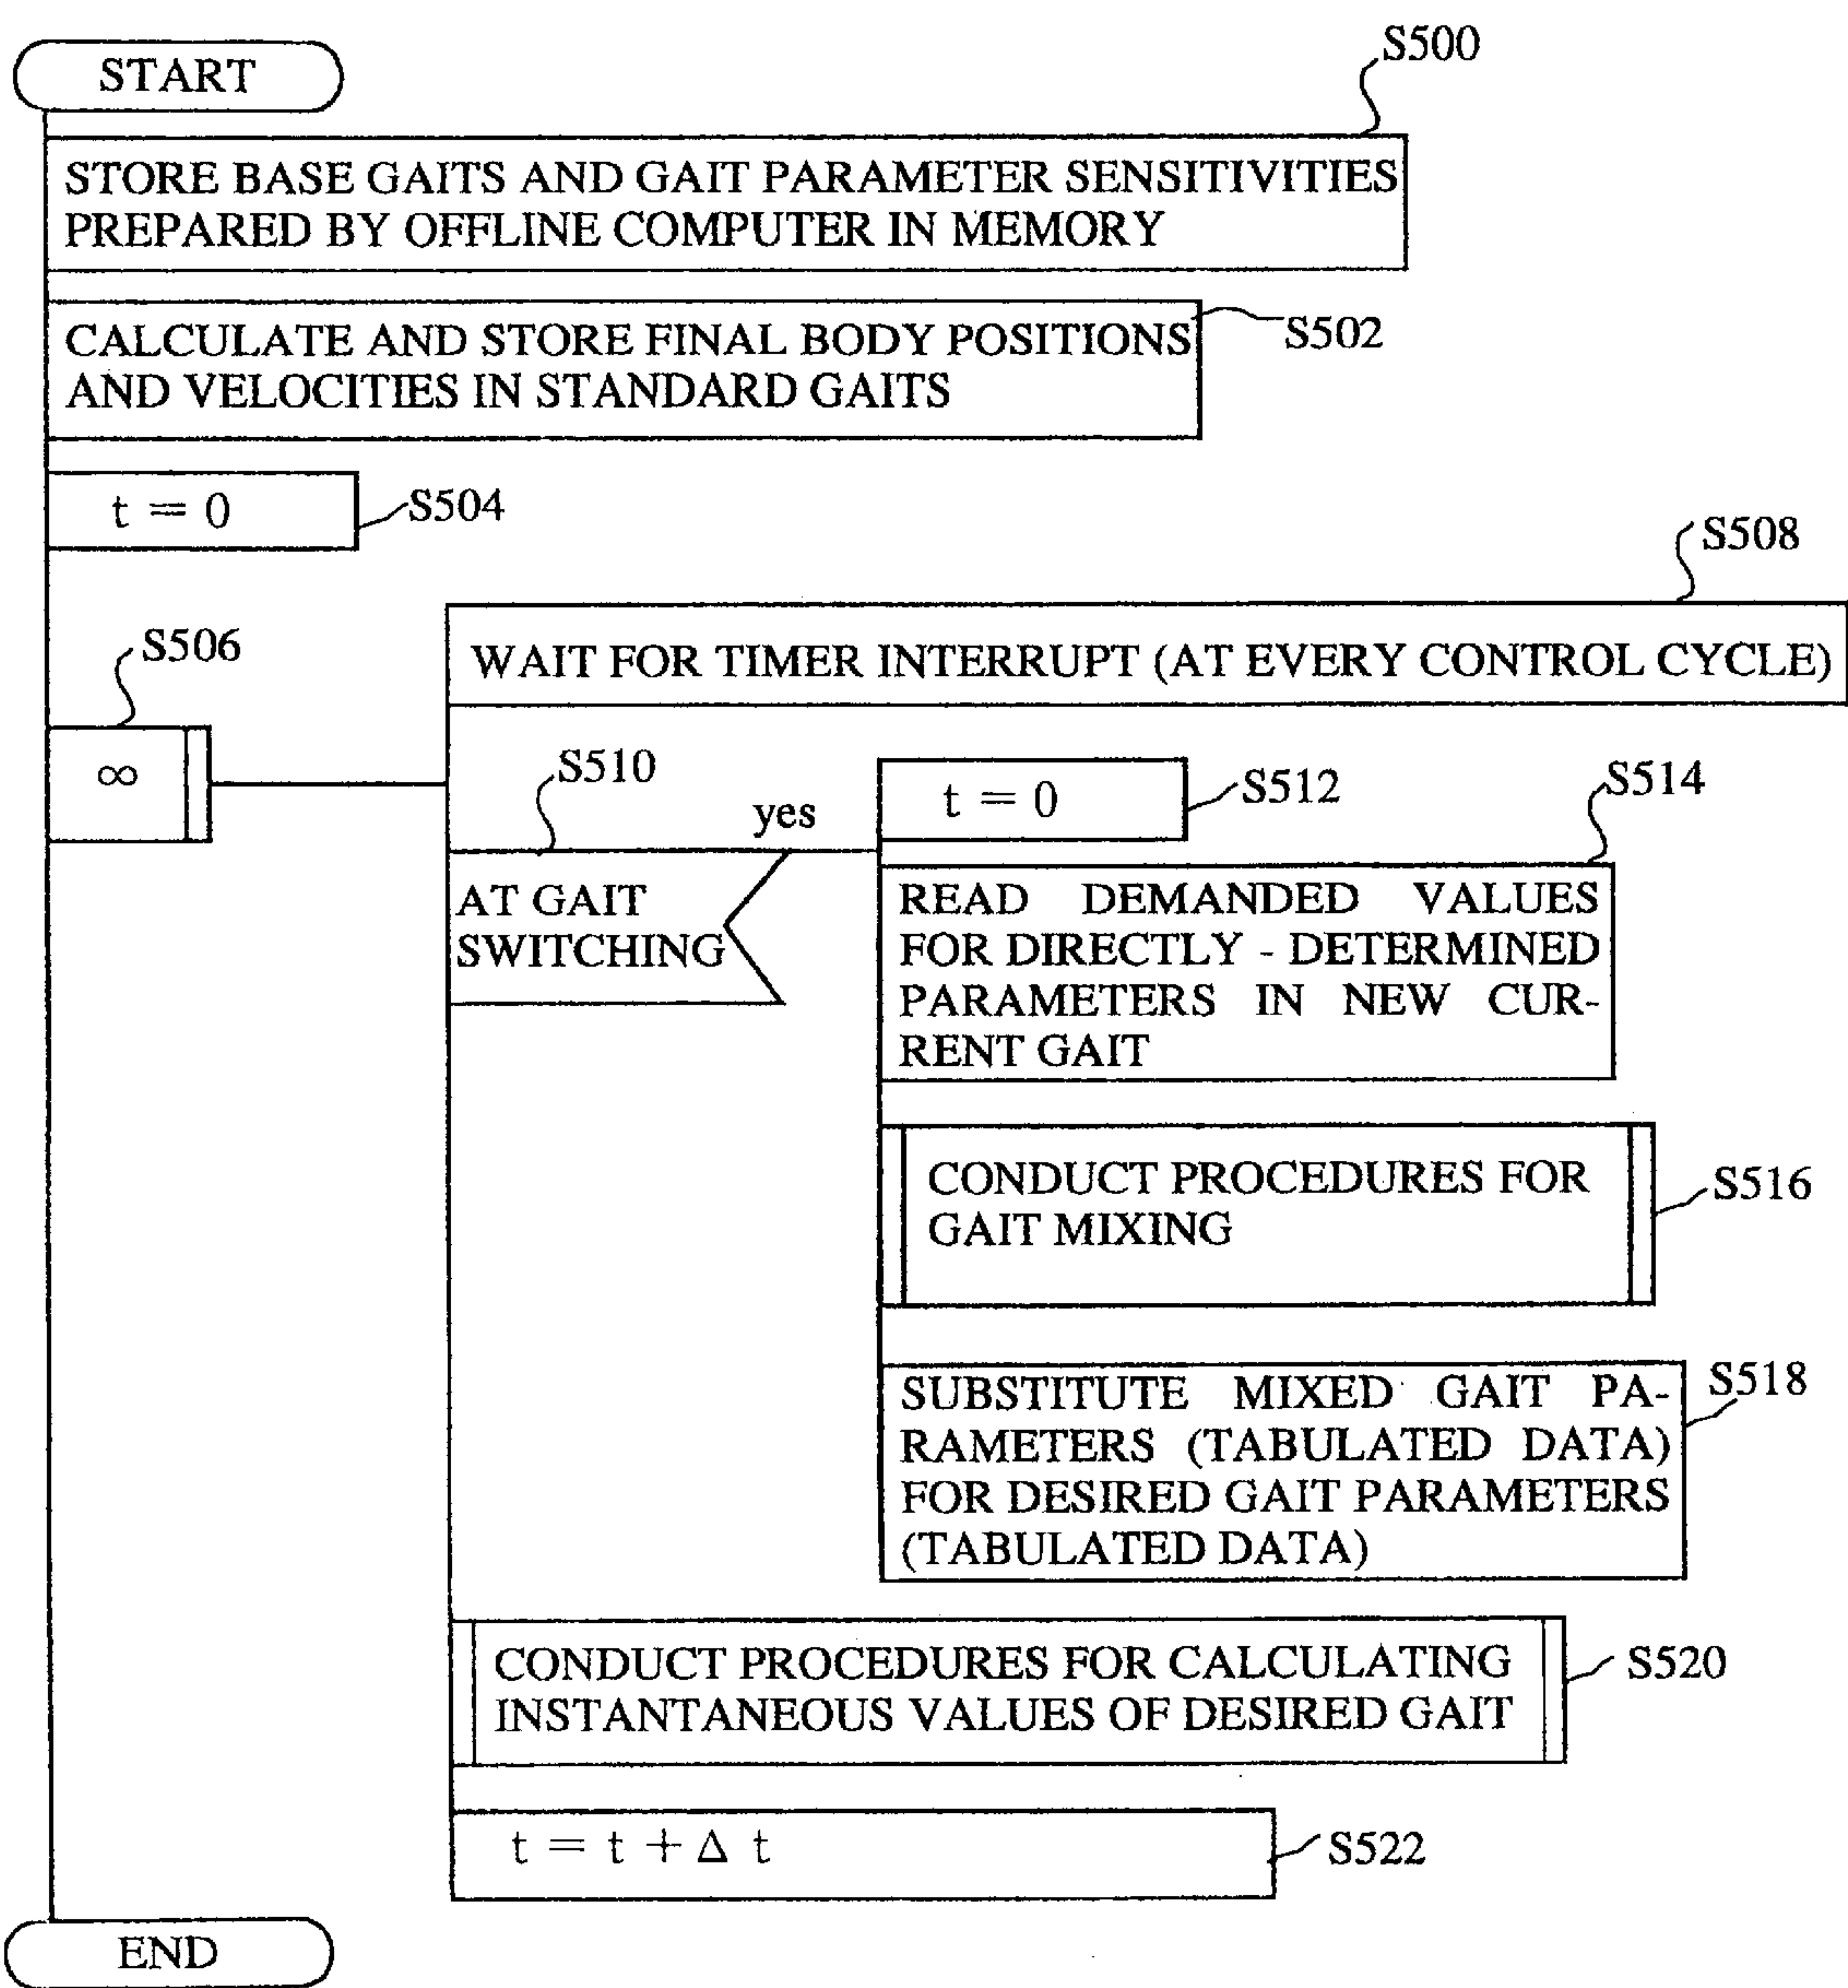 START
S500
STORE BASE GAITS AND GAIT PARAMETER SENSITIVITIES
PREPARED BY OFFLINE COMPUTER IN MEMORY
CALCULATE AND STORE FINAL BODY POSITIONS
AND VELOCITIES IN STANDARD GAITS
S502
t = 0
S504
S508
WAIT FOR TIMER INTERRUPT (AT EVERY CONTROL CYCLE)
S506
∞
S510
yes
AT GAIT
SWITCHING
t = 0
S512
S514
READ DEMANDED VALUES
FOR DIRECTLY - DETERMINED
PARAMETERS IN NEW CUR-
RENT GAIT
CONDUCT PROCEDURES FOR
GAIT MIXING
S516
SUBSTITUTE MIXED GAIT PA-
RAMETERS (TABULATED DATA)
FOR DESIRED GAIT PARAMETERS
(TABULATED DATA)
S518
CONDUCT PROCEDURES FOR CALCULATING
INSTANTANEOUS VALUES OF DESIRED GAIT
S520
t = t + Δ t
S522
END